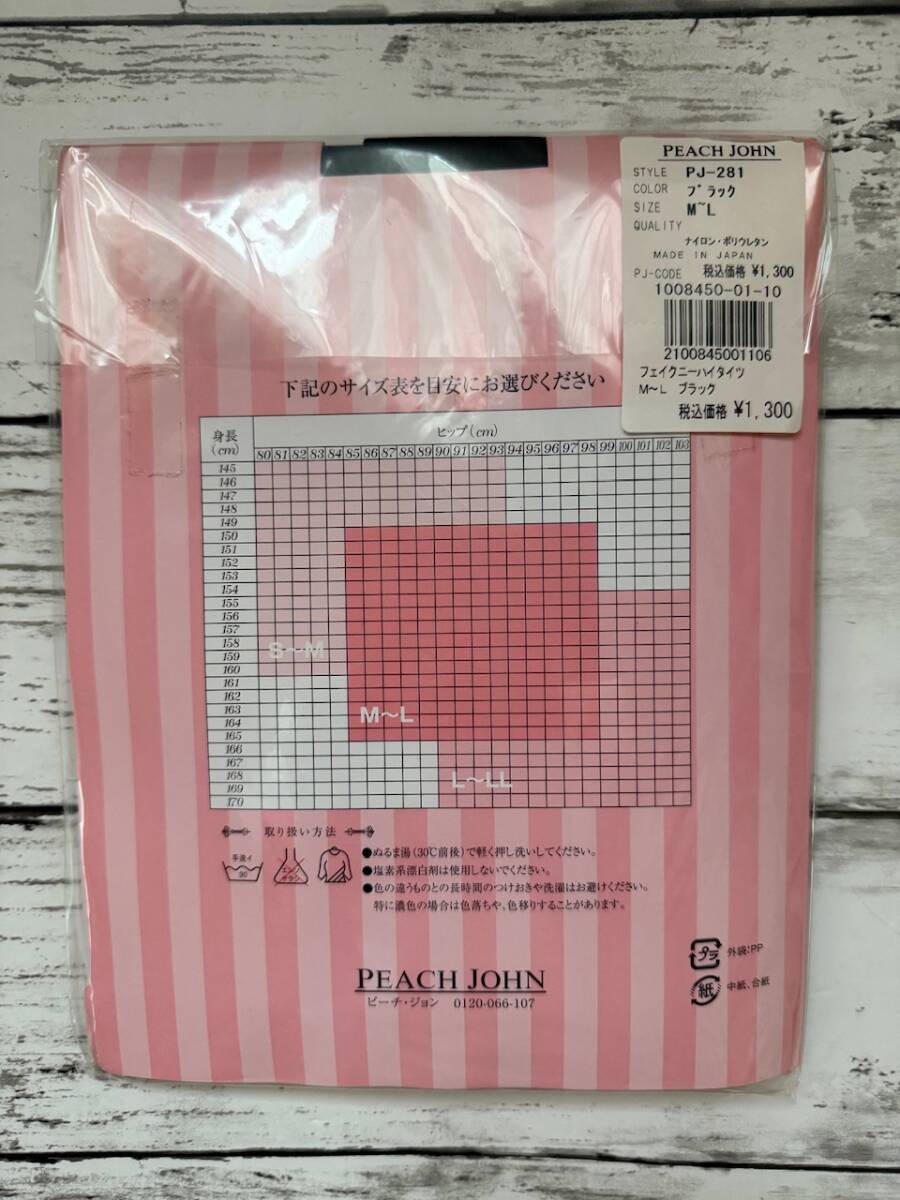 PEACH JOHN
STYLE PJ-281
COLOR ブラック
SIZE M~L
QUALITY
ナイロン・ポリウレタン
MADE IN JAPAN
PJ-CODE 税込価格 ¥1,300
1008450-01-10
2100845001106
フェイクニーハイタイツ
M~L ブラック
税込価格 ¥1,300
下記のサイズ表を目安にお選びください
身長(cm)
ヒップ(cm)
80 81 82 83 84 85 86 87 88 89 90 91 92 93 94 95 96 97 98 99 100 101 102 103
145
146
147
148
149
150
151
152
153
154
155
156
157
158
159
160
161
162
163
164
165
166
167
168
169
170
S~M
M~L
L~LL
取り扱い方法
手洗イ
30
エンソ
サラシ
●ぬるま湯(30℃前後)で軽く押し洗いしてください。
●塩素系漂白剤は使用しないでください。
●色の違うものとの長時間のつけおきや洗濯はお避けください。
特に濃色の場合は色落ちや、色移りすることがあります。
プラ 外袋:PP
紙 中紙、台紙
PEACH JOHN
ピーチ・ジョン 0120-066-107